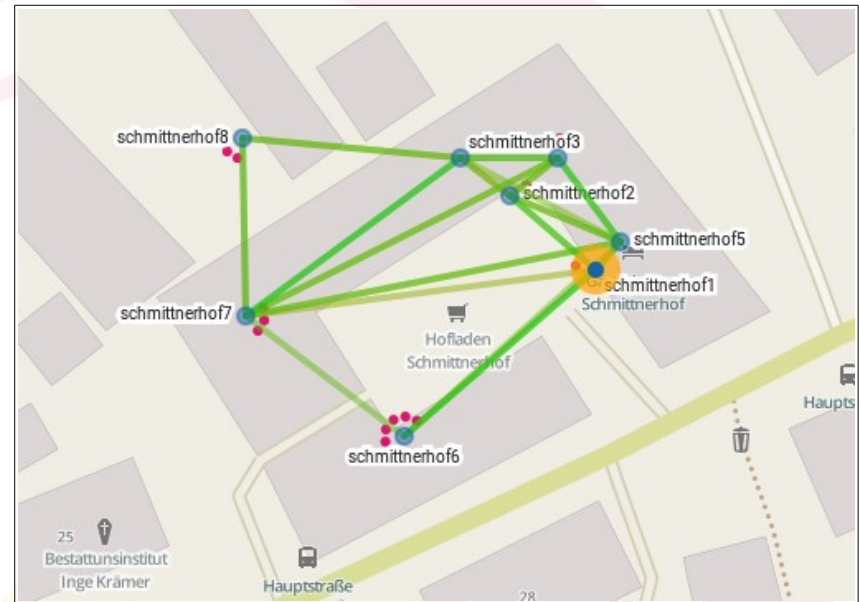 schmittnerhof8
schmittnerhof3
schmittnerhof2
schmittnerhof5
schmittnerhof1
Schmittnerhof
schmittnerhof7
Hofladen
Schmittnerhof
Haupts
schmittnerhof6
25
Bestattungsinstitut
Inge Krämer
Hauptstraße
28